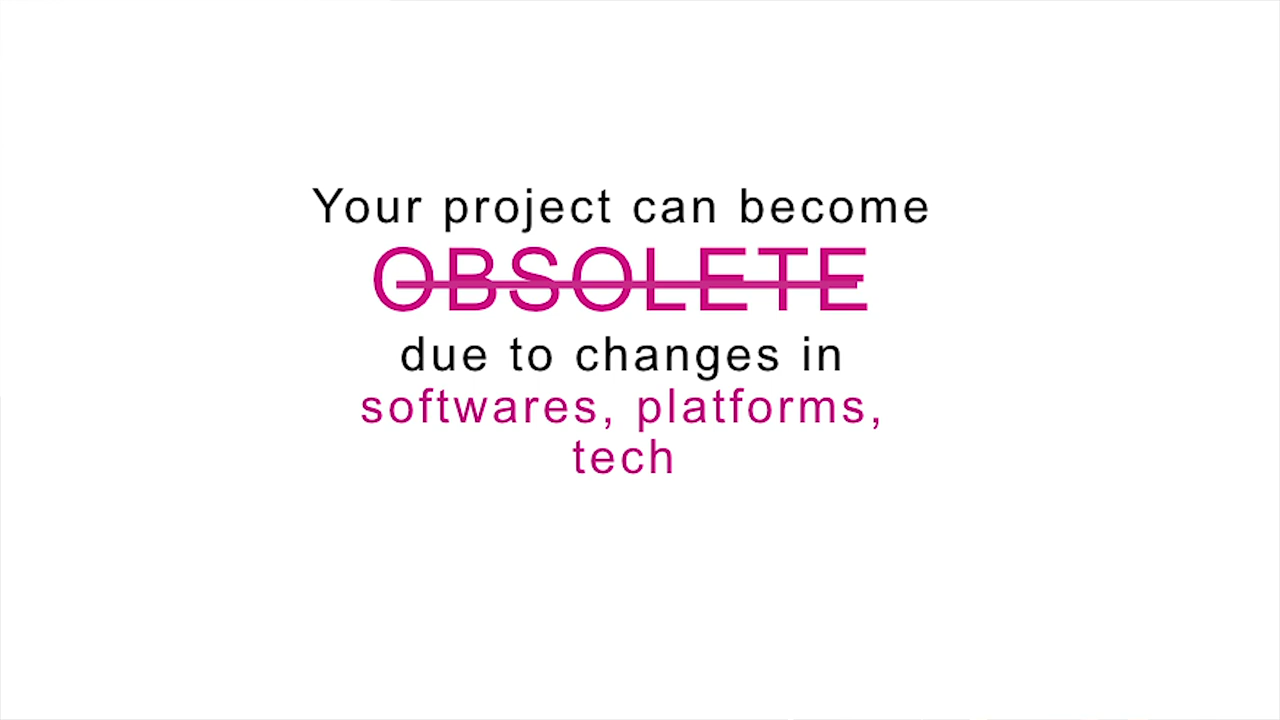 Your project can become
OBSOLETE
due to changes in
softwares, platforms,
tech